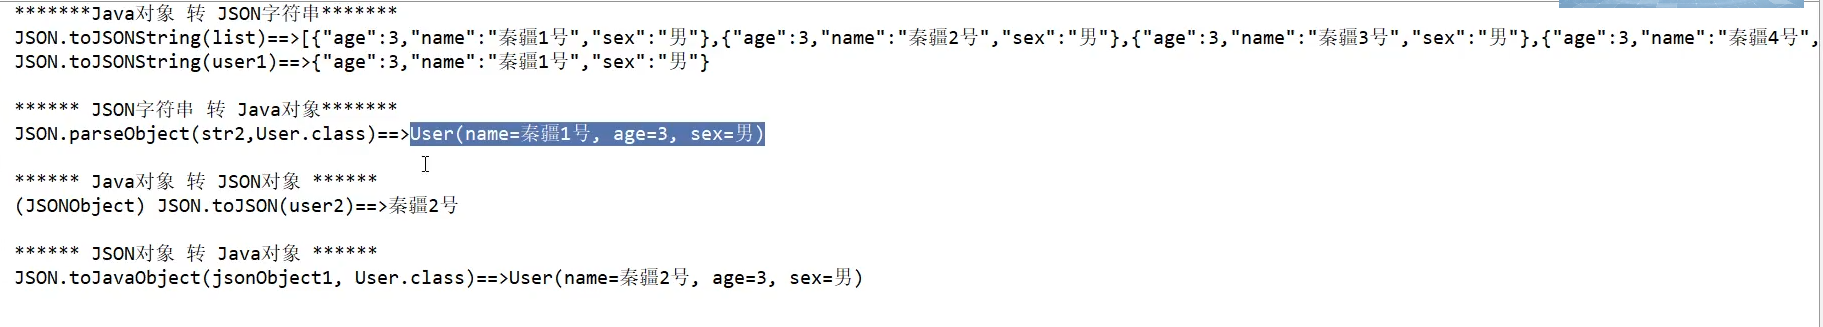 *******Java对象 转 JSON字符串*******
JSON.toJSONString(list)==>[{"age":3,"name":"秦疆1号","sex":"男"},{"age":3,"name":"秦疆2号","sex":"男"},{"age":3,"name":"秦疆3号","sex":"男"},{"age":3,"name":"秦疆4号",
JSON.toJSONString(user1)==>{"age":3,"name":"秦疆1号","sex":"男"}
****** JSON字符串 转 Java对象*******
JSON.parseObject(str2,User.class)==>User(name=秦疆1号, age=3, sex=男)
****** Java对象 转 JSON对象 ******
(JSONObject) JSON.toJSON(user2)==>秦疆2号
****** JSON对象 转 Java对象 ******
JSON.toJavaObject(jsonObject1, User.class)==>User(name=秦疆2号, age=3, sex=男)